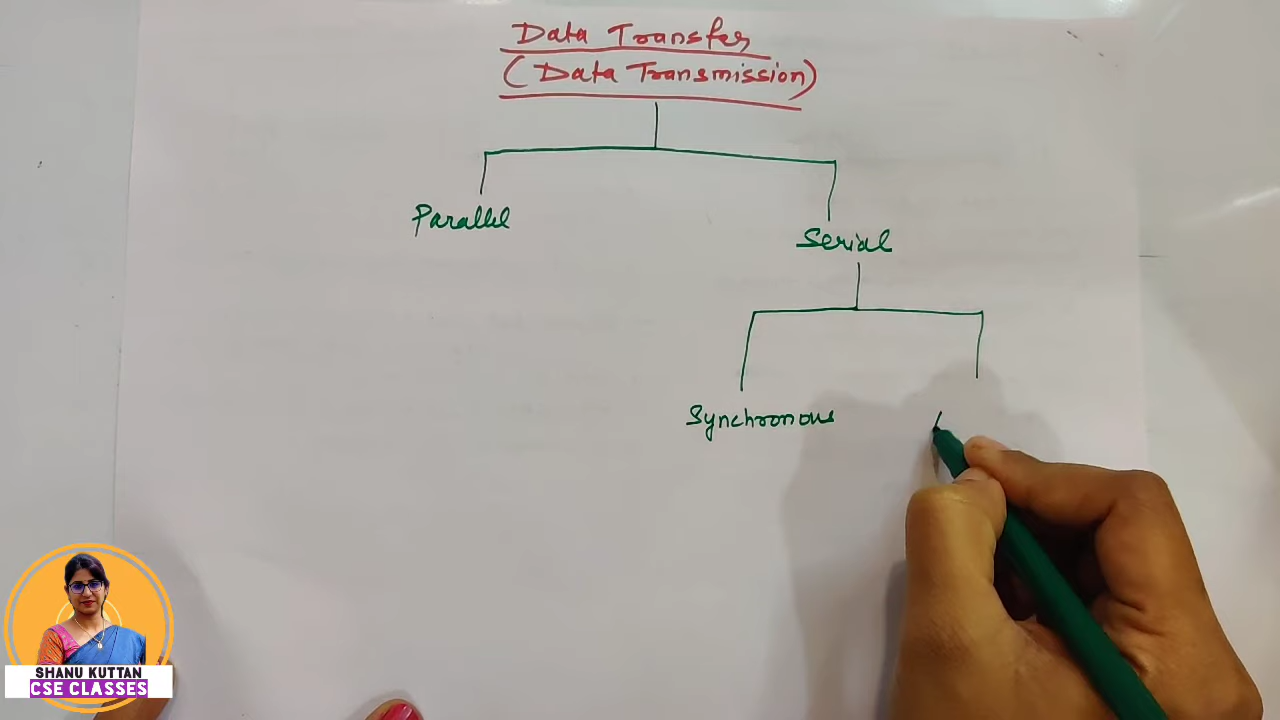 Data Transfer
(Data Transmission)
Parallel
Serial
Synchronous
SHANU KUTTAN
CSE CLASSES